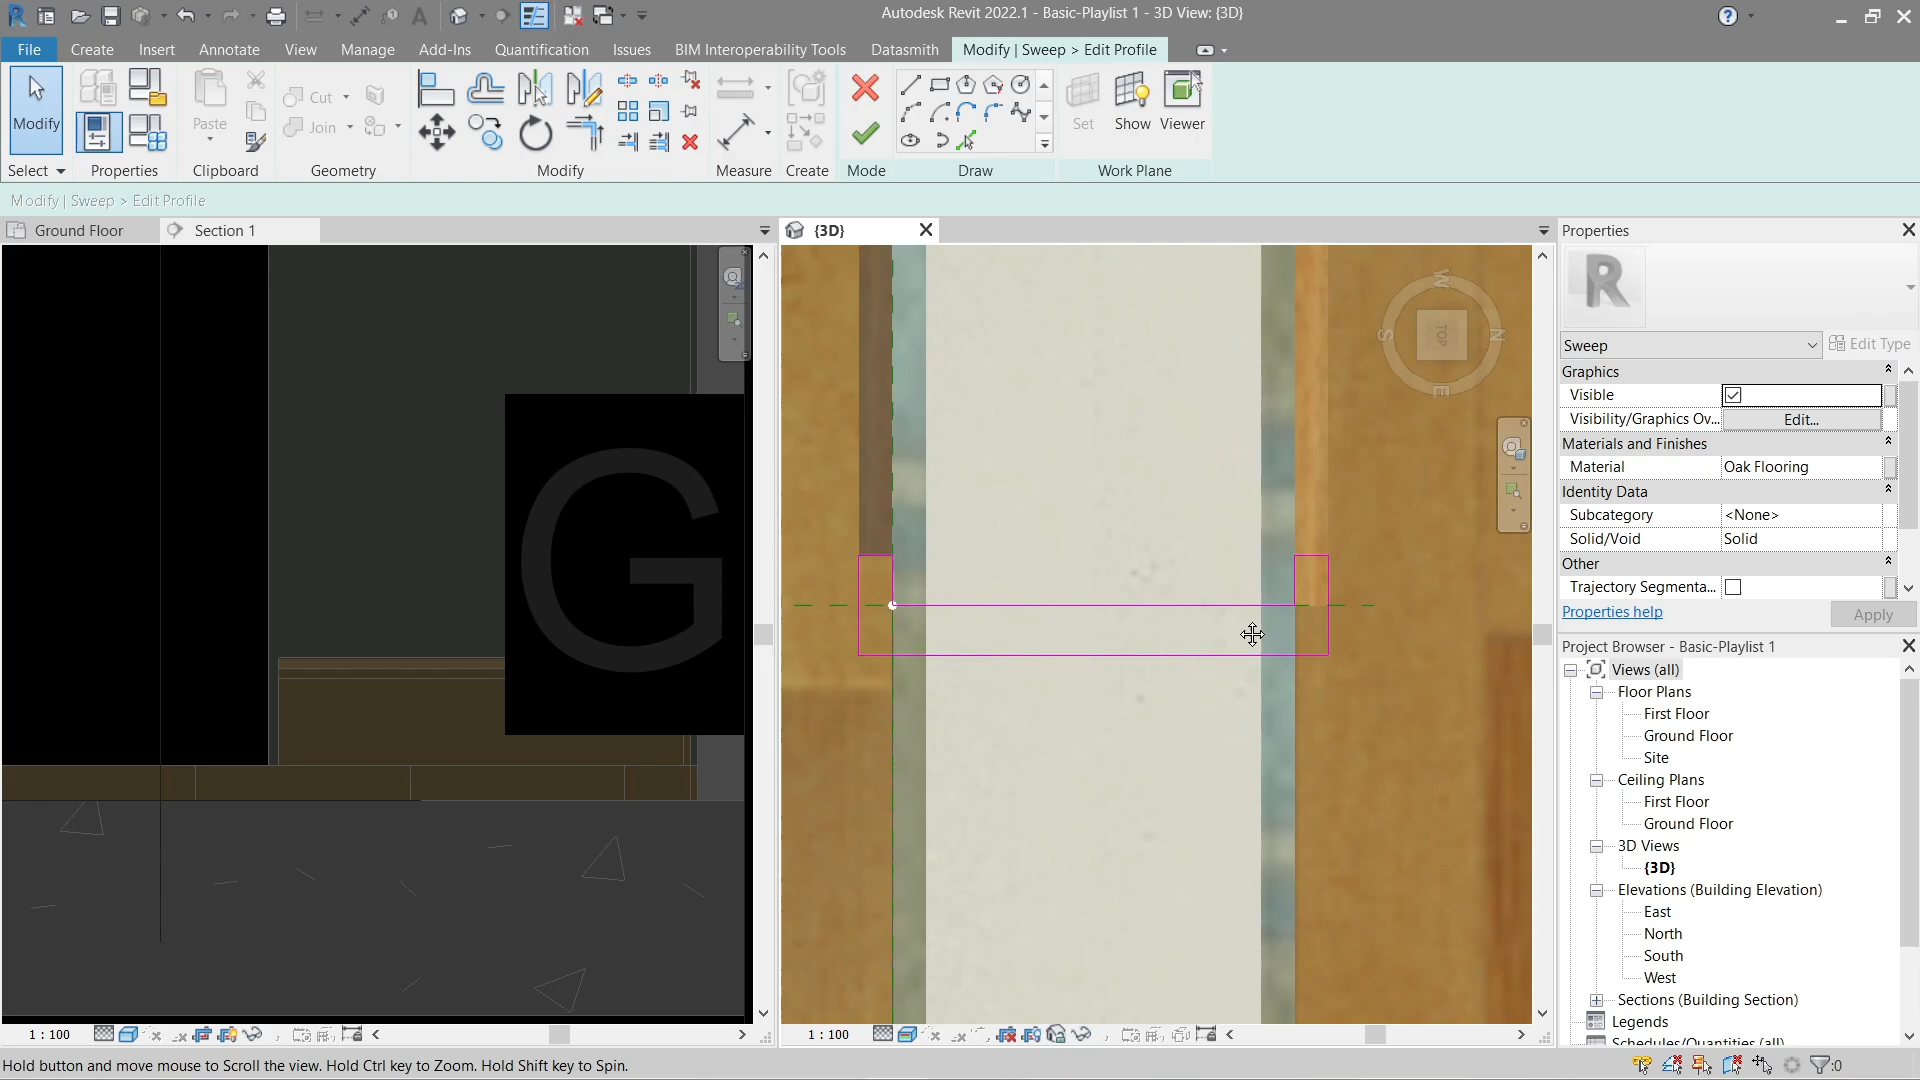 Autodesk Revit 2022.1 - Basic-Playlist 1 - 3D View: {3D}
File Create Insert Annotate View Manage Add-Ins Quantification Issues BIM Interoperability Tools Datasmith Modify | Sweep > Edit Profile
Modify Paste Cut Join Set Show Viewer
Select Properties Clipboard Geometry Modify Measure Create Mode Draw Work Plane
Modify | Sweep > Edit Profile
Ground Floor Section 1 {3D} Properties
W
S TOP N
E
R
G
Sweep Edit Type
Graphics
Visible
Visibility/Graphics Ov... Edit...
Materials and Finishes
Material Oak Flooring
Identity Data
Subcategory <None>
Solid/Void Solid
Other
Trajectory Segmenta...
Properties help Apply
Project Browser - Basic-Playlist 1
Views (all)
Floor Plans
First Floor
Ground Floor
Site
Ceiling Plans
First Floor
Ground Floor
3D Views
{3D}
Elevations (Building Elevation)
East
North
South
West
Sections (Building Section)
Legends
Schedules/Quantities (all)
1 : 100 1 : 100
Hold button and move mouse to Scroll the view. Hold Ctrl key to Zoom. Hold Shift key to Spin. :0